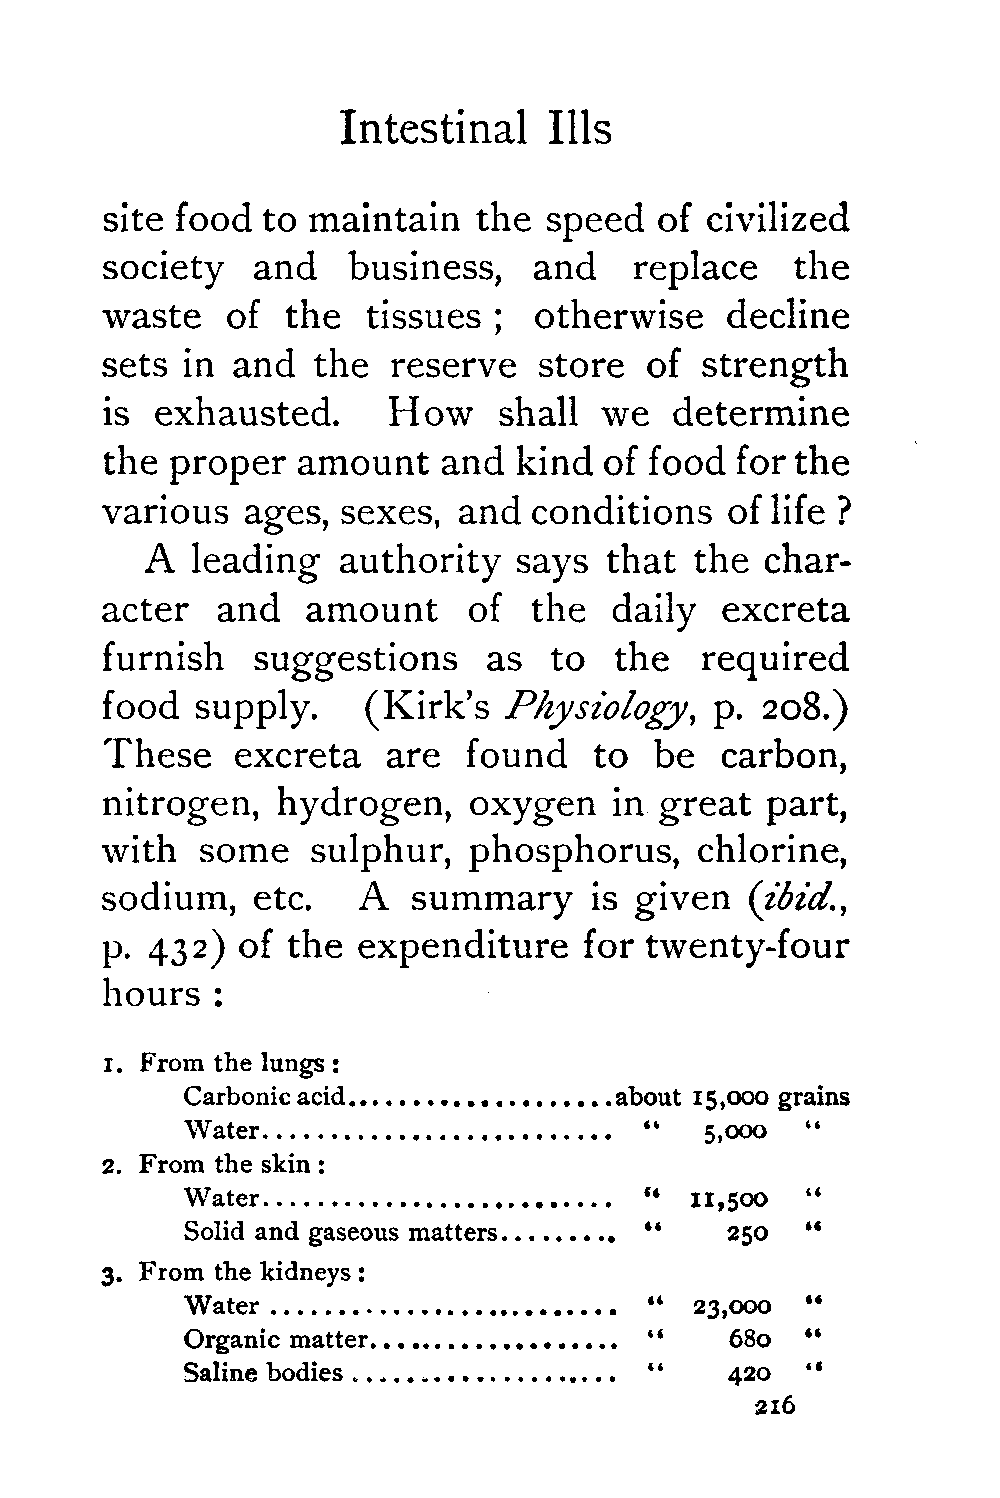 Intestinal Ills
site food to maintain the speed of civilized
society and business, and replace the
waste of the tissues ; otherwise decline
sets in and the reserve store of strength
is exhausted. How shall we determine
the proper amount and kind of food for the
various ages, sexes, and conditions of life ?
A leading authority says that the char-
acter and amount of the daily excreta
furnish suggestions as to the required
food supply. (Kirk's Physiology, p. 208.)
These excreta are found to be carbon,
nitrogen, hydrogen, oxygen in great part,
with some sulphur, phosphorus, chlorine,
sodium, etc. A summary is given (ibid.,
p. 432) of the expenditure for twenty-four
hours :
1. From the lungs :
Carbonic acid....................about 15,000 grains
Water.......................... " 5,000 "
2. From the skin :
Water.......................... " 11,500 "
Solid and gaseous matters......... " 250 "
3. From the kidneys :
Water .......................... " 23,000 "
Organic matter................... " 680 "
Saline bodies .................... " 420 "
216